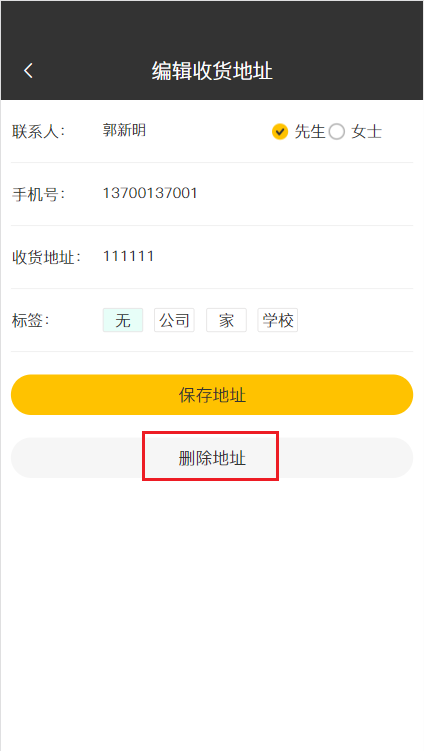 编辑收货地址
联系人： 郭新明 先生 女士
手机号： 13700137001
收货地址： 111111
标签： 无 公司 家 学校
保存地址
删除地址